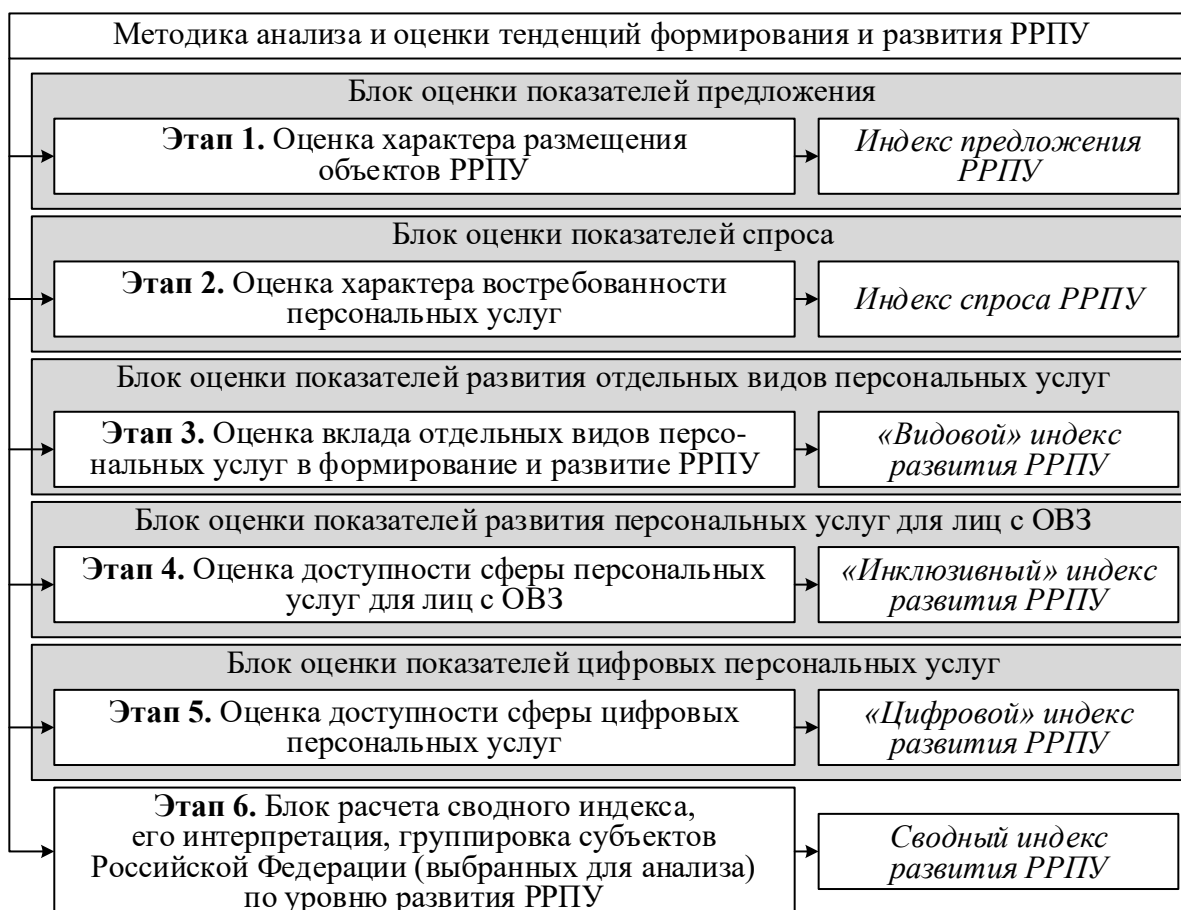 Методика анализа и оценки тенденций формирования и развития РРПУ
Блок оценки показателей предложения
Этап 1. Оценка характера размещения
объектов РРПУ
Индекс предложения
РРПУ
Блок оценки показателей спроса
Этап 2. Оценка характера востребованности
персональных услуг
Индекс спроса РРПУ
Блок оценки показателей развития отдельных видов персональных услуг
Этап 3. Оценка вклада отдельных видов персо-
нальных услуг в формирование и развитие РРПУ
«Видовой» индекс
развития РРПУ
Блок оценки показателей развития персональных услуг для лиц с ОВЗ
Этап 4. Оценка доступности сферы персональных
услуг для лиц с ОВЗ
«Инклюзивный» индекс
развития РРПУ
Блок оценки показателей цифровых персональных услуг
Этап 5. Оценка доступности сферы цифровых
персональных услуг
«Цифровой» индекс
развития РРПУ
Этап 6. Блок расчета сводного индекса,
его интерпретация, группировка субъектов
Российской Федерации (выбранных для анализа)
по уровню развития РРПУ
Сводный индекс
развития РРПУ